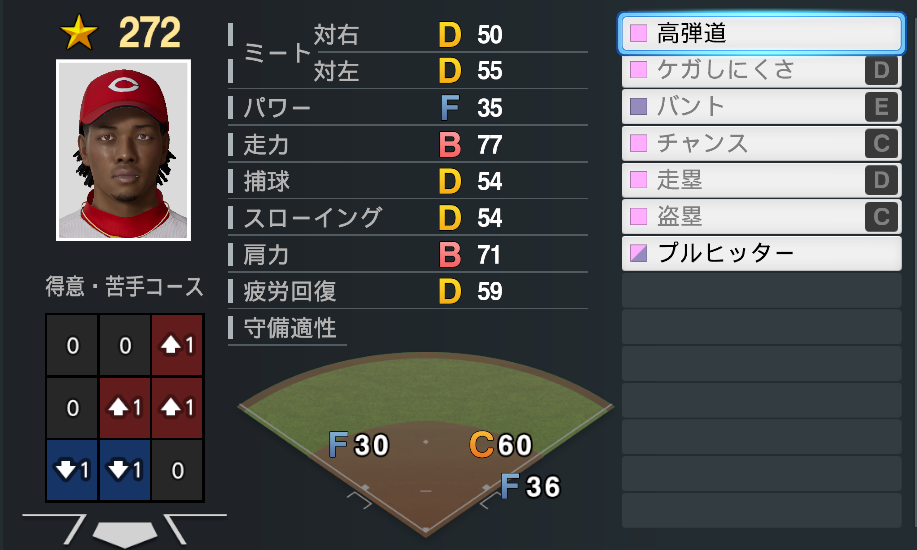 ★ 272
ミート 対右 D 50
対左 D 55
パワー F 35
走力 B 77
捕球 D 54
スローイング D 54
肩力 B 71
疲労回復 D 59
守備適性
得意・苦手コース
0 0 ↑1
0 ↑1 ↑1
↓1 ↓1 0
F 30 C 60
F 36
高弾道
ケガしにくさ D
バント E
チャンス C
走塁 D
盗塁 C
プルヒッター